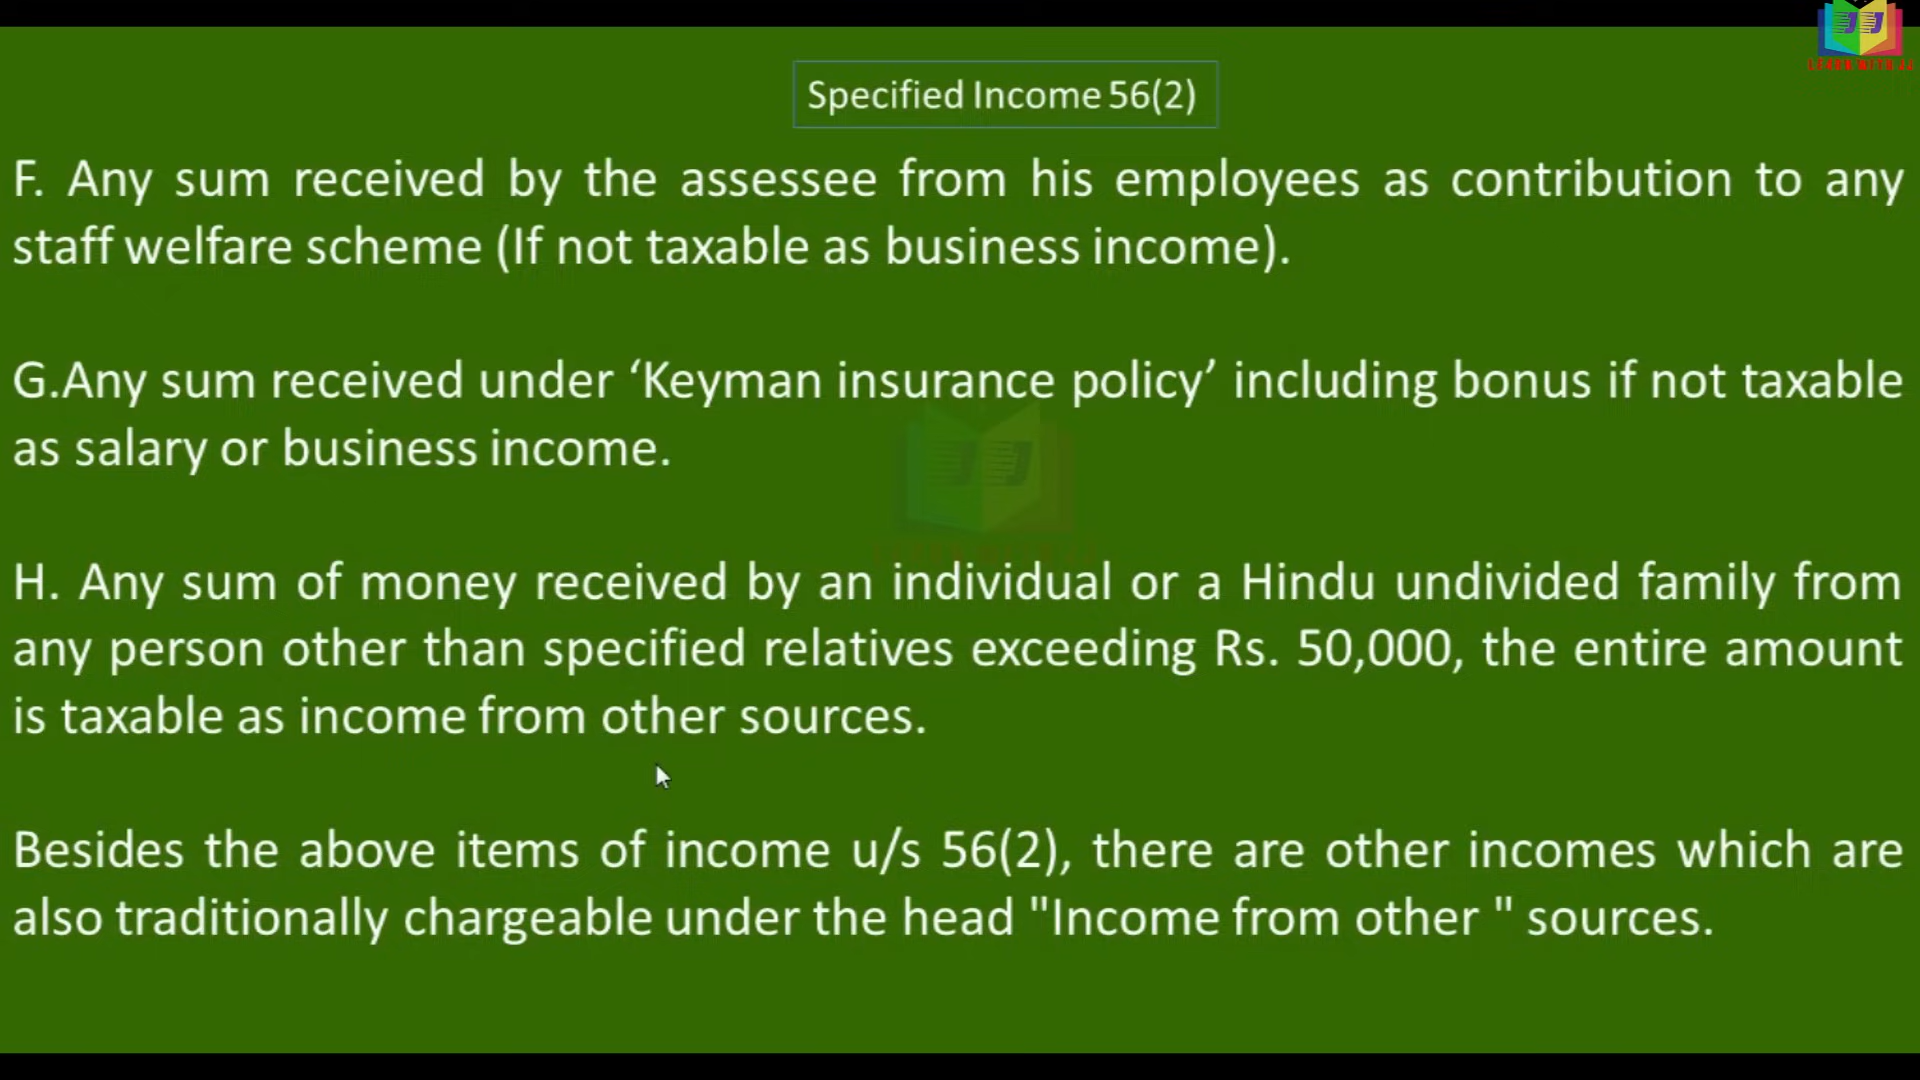 Specified Income 56(2)
F. Any sum received by the assessee from his employees as contribution to any
staff welfare scheme (If not taxable as business income).
G.Any sum received under ‘Keyman insurance policy’ including bonus if not taxable
as salary or business income.
H. Any sum of money received by an individual or a Hindu undivided family from
any person other than specified relatives exceeding Rs. 50,000, the entire amount
is taxable as income from other sources.
Besides the above items of income u/s 56(2), there are other incomes which are
also traditionally chargeable under the head "Income from other " sources.